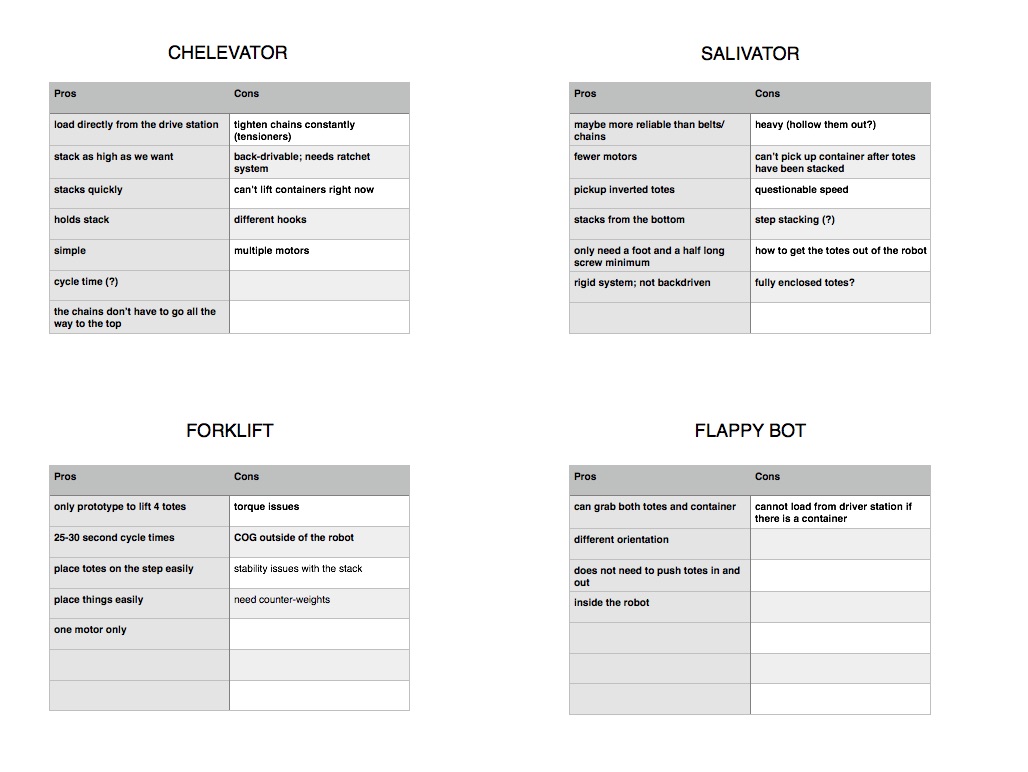 CHELEVATOR
Pros Cons
load directly from the drive station tighten chains constantly
(tensioners)
stack as high as we want back-drivable; needs ratchet
system
stacks quickly can't lift containers right now
holds stack different hooks
simple multiple motors
cycle time (?)
the chains don't have to go all the
way to the top
SALIVATOR
Pros Cons
maybe more reliable than belts/
chains
heavy (hollow them out?)
fewer motors can't pick up container after totes
have been stacked
pickup inverted totes questionable speed
stacks from the bottom step stacking (?)
only need a foot and a half long
screw minimum
how to get the totes out of the robot
rigid system; not backdriven fully enclosed totes?
FORKLIFT
Pros Cons
only prototype to lift 4 totes torque issues
25-30 second cycle times COG outside of the robot
place totes on the step easily stability issues with the stack
place things easily need counter-weights
one motor only
FLAPPY BOT
Pros Cons
can grab both totes and container cannot load from driver station if
there is a container
different orientation
does not need to push totes in and
out
inside the robot